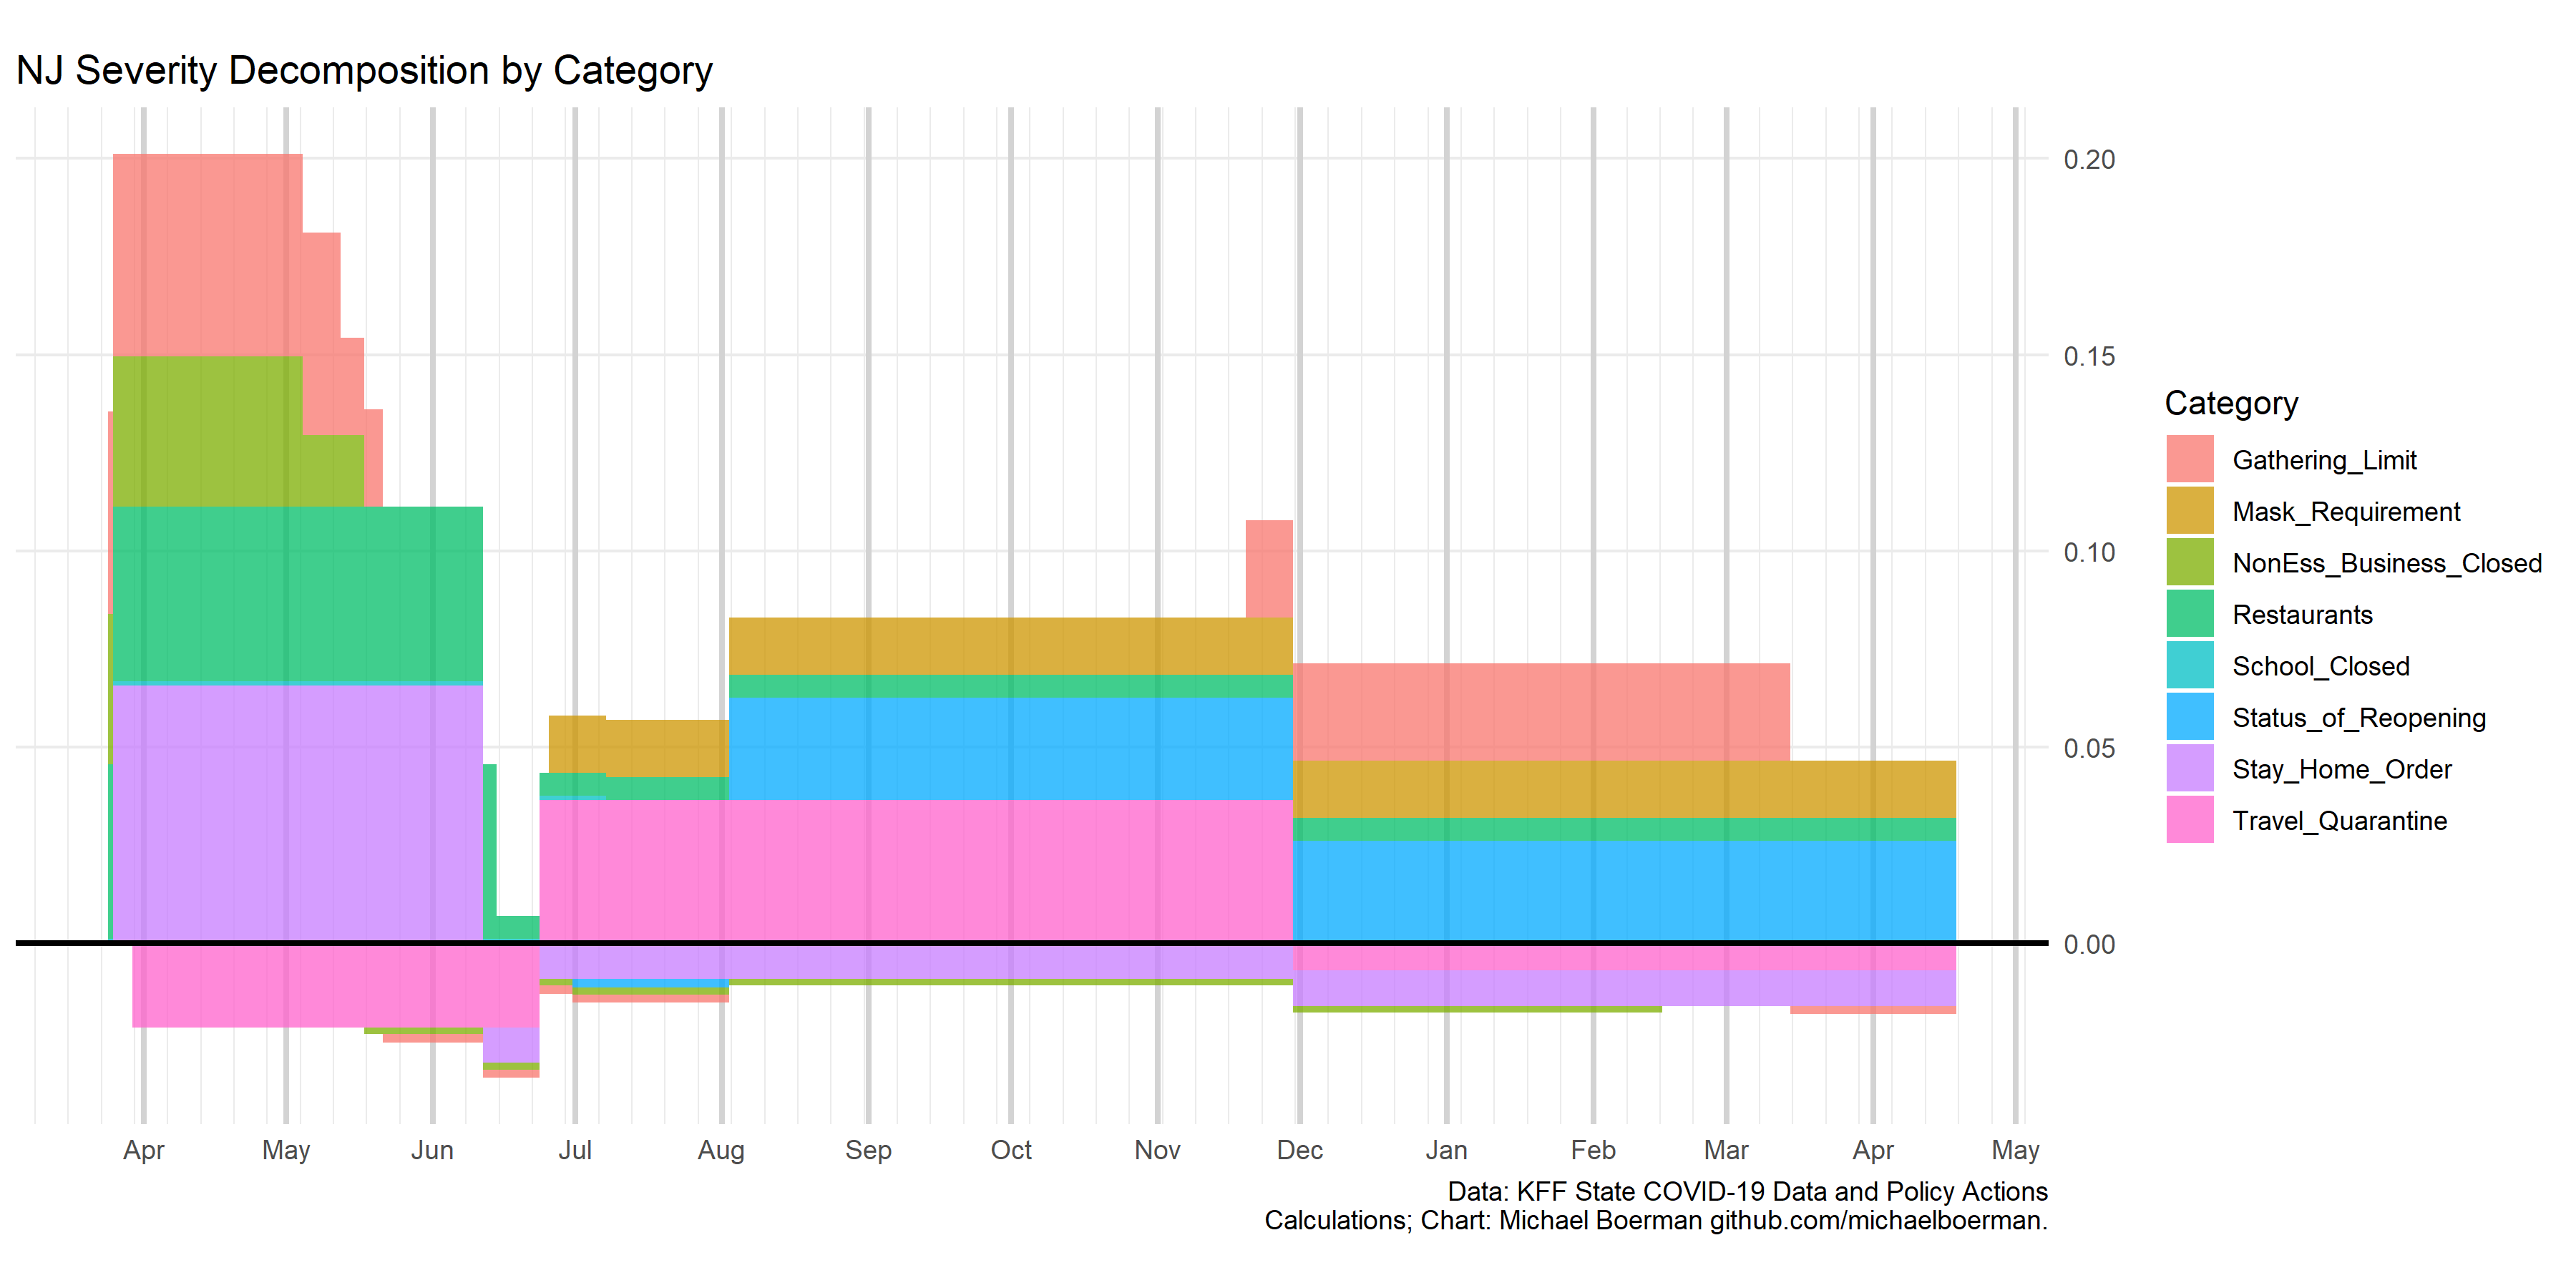 NJ Severity Decomposition by Category
0.20
0.15
0.10
0.05
0.00
Apr May Jun Jul Aug Sep Oct Nov Dec Jan Feb Mar Apr May
Category
Gathering_Limit
Mask_Requirement
NonEss_Business_Closed
Restaurants
School_Closed
Status_of_Reopening
Stay_Home_Order
Travel_Quarantine
Data: KFF State COVID-19 Data and Policy Actions
Calculations; Chart: Michael Boerman github.com/michaelboerman.